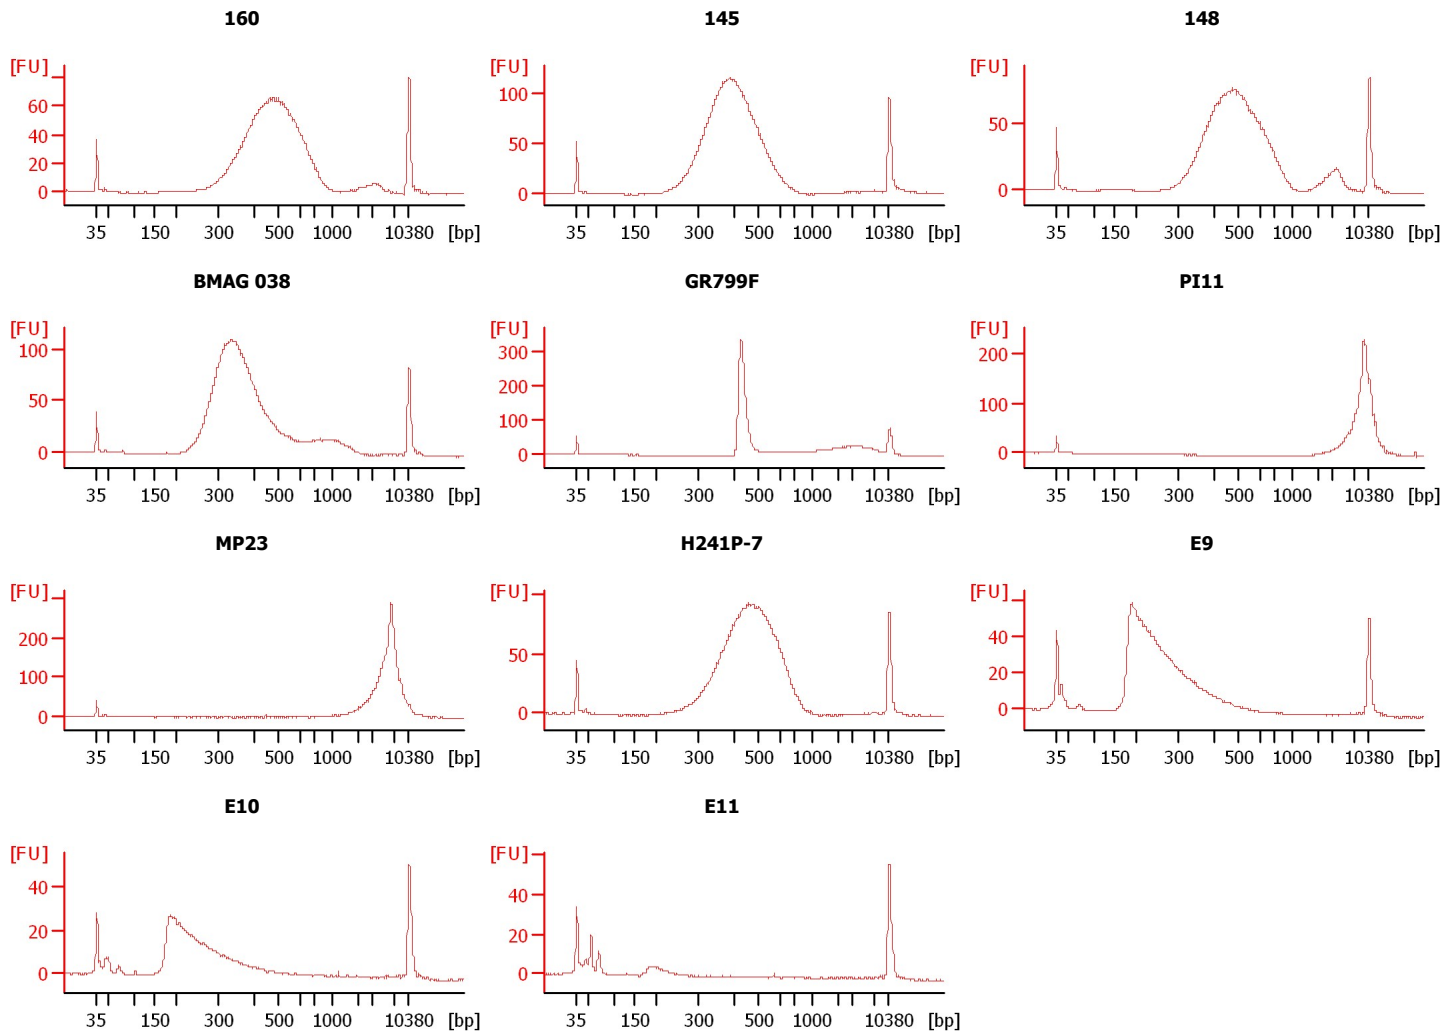 160 145 148
[FU] [FU] [FU]
60 100 50
40 50 0
20 0
0
35 150 300 500 1000 10380 [bp] 35 150 300 500 1000 10380 [bp] 35 150 300 500 1000 10380 [bp]
BMAG 038 GR799F PI11
[FU] [FU] [FU]
100 300 200
50 200 100
0 100 0
0
35 150 300 500 1000 10380 [bp] 35 150 300 500 1000 10380 [bp] 35 150 300 500 1000 10380 [bp]
MP23 H241P-7 E9
[FU] [FU] [FU]
200 50 40
100 0 20
0 0
35 150 300 500 1000 10380 [bp] 35 150 300 500 1000 10380 [bp] 35 150 300 500 1000 10380 [bp]
E10 E11
[FU] [FU]
40 40
20 20
0 0
35 150 300 500 1000 10380 [bp] 35 150 300 500 1000 10380 [bp]